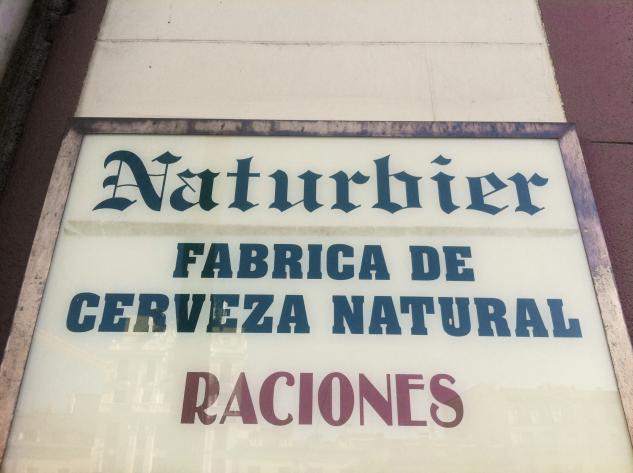 Naturbier
FABRICA DE
CERVEZA NATURAL
RACIONES